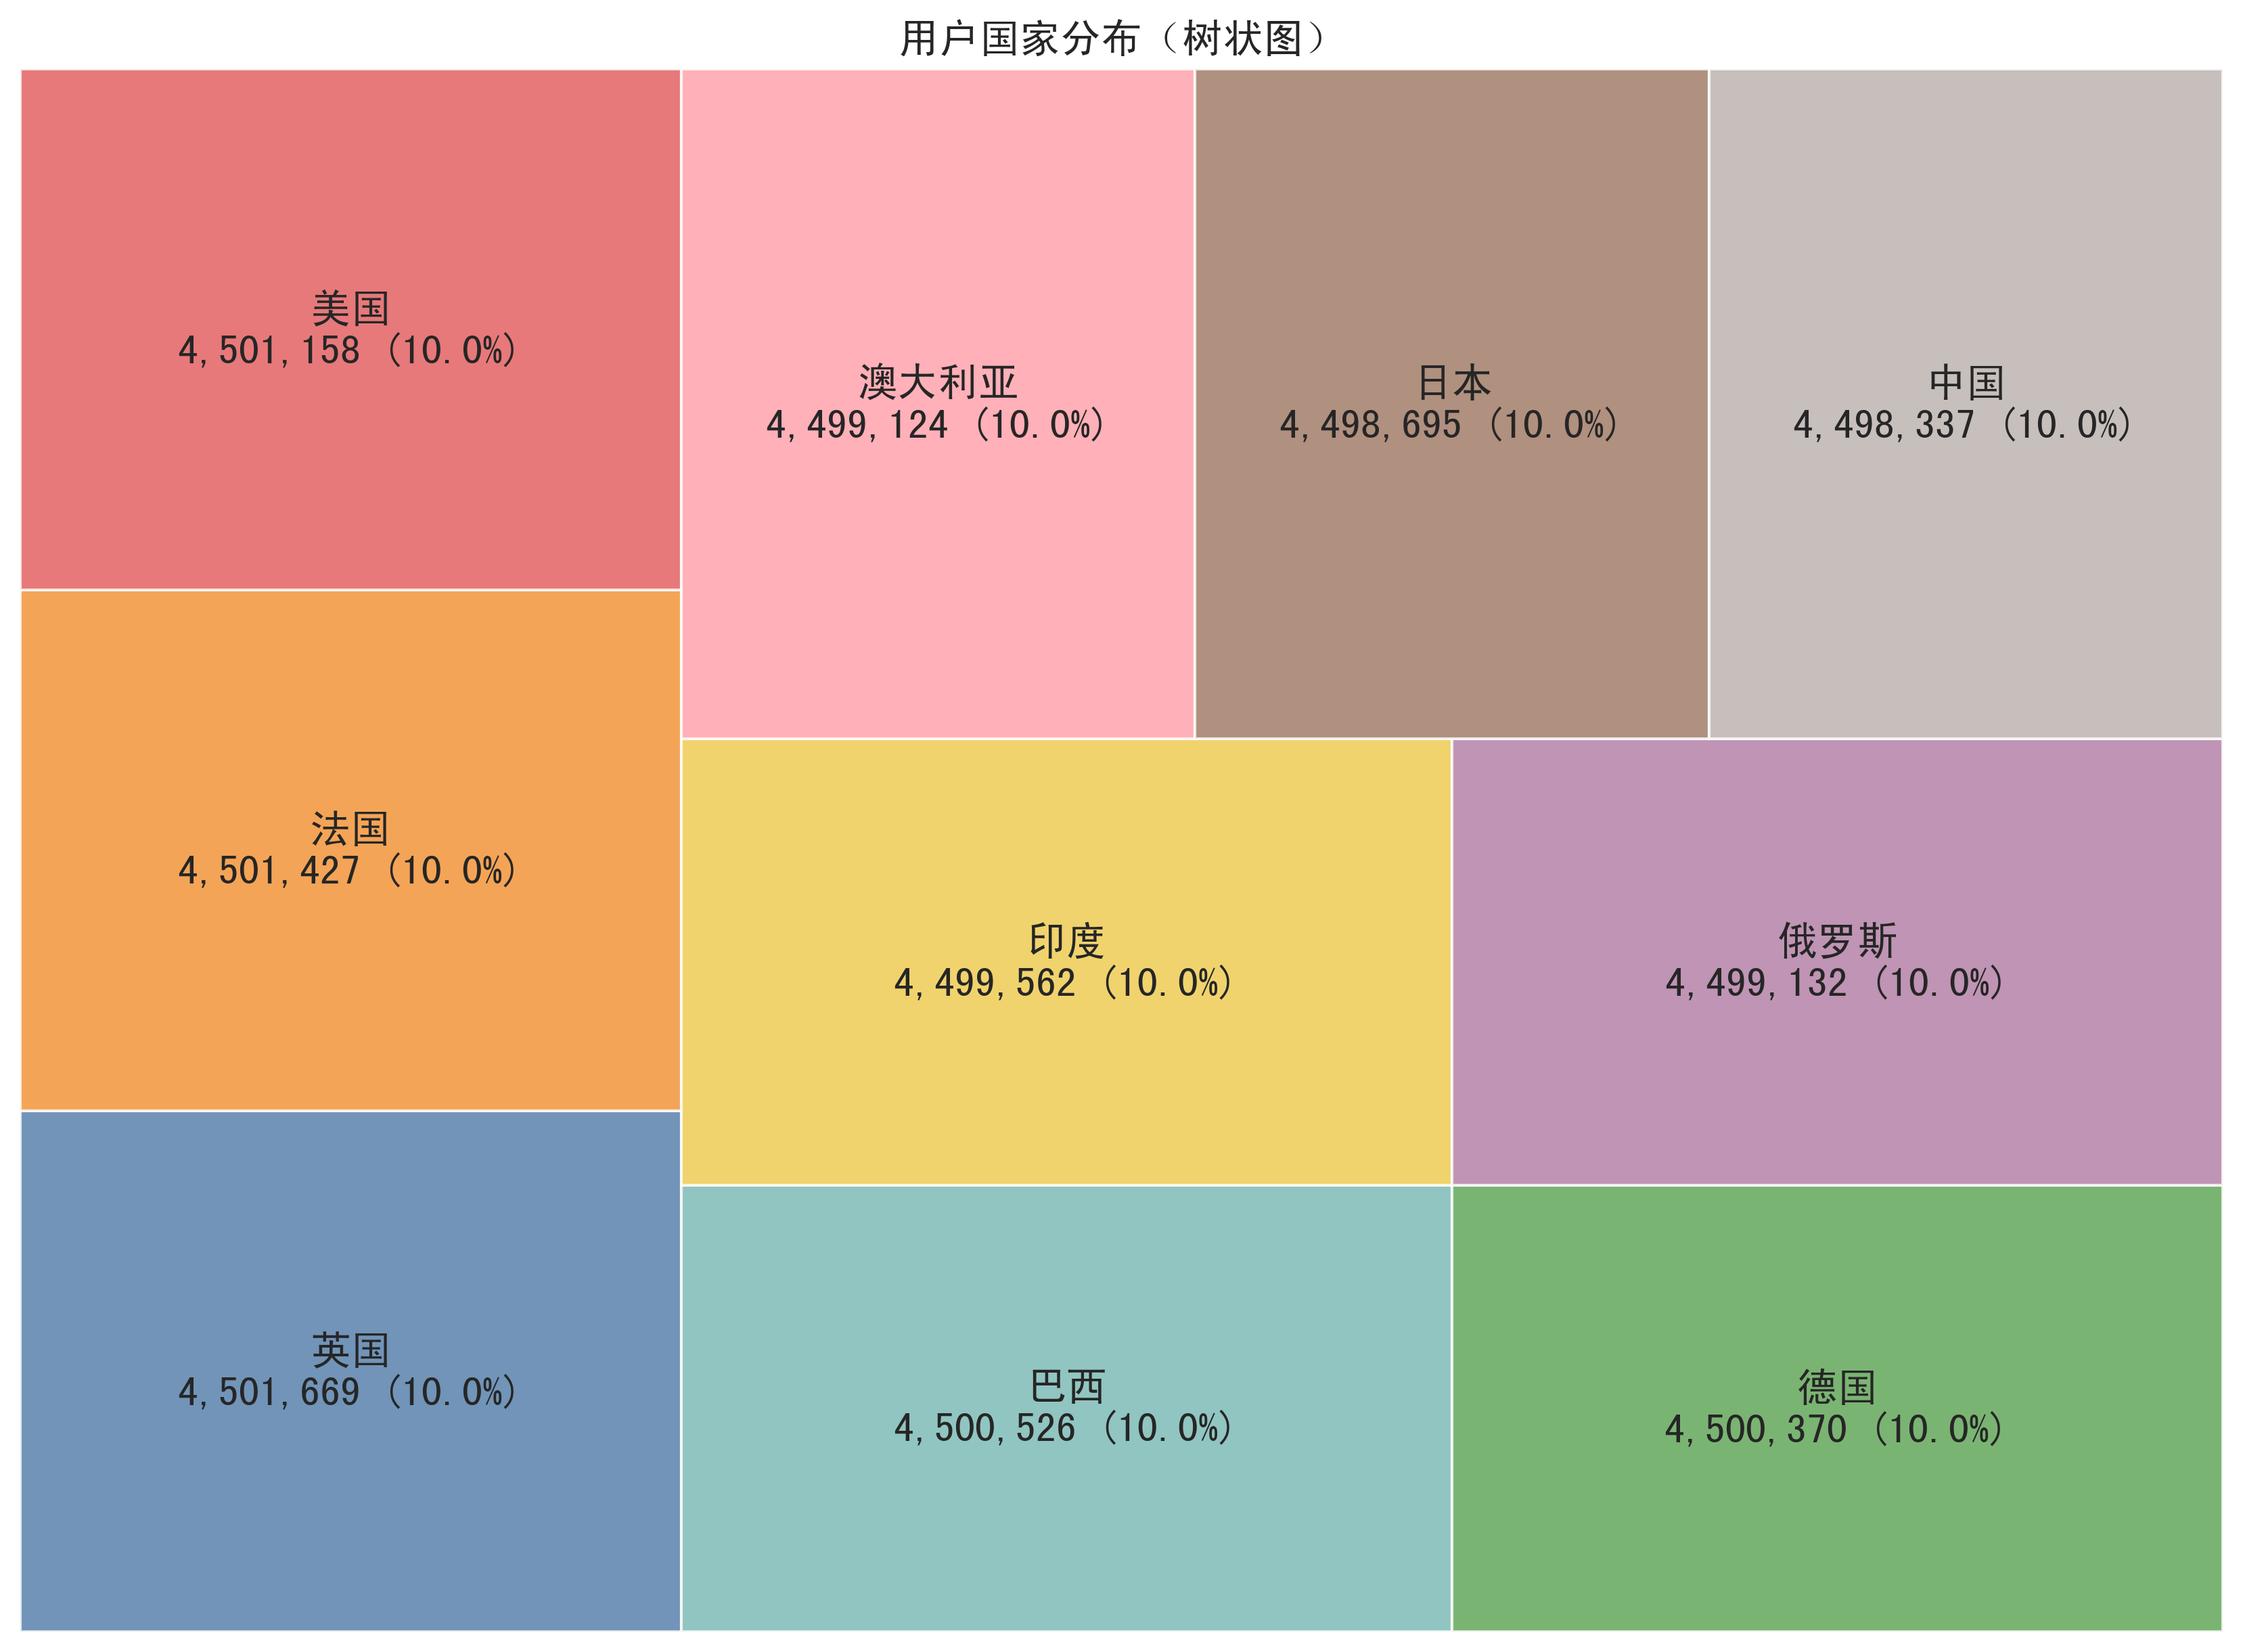 用户国家分布（树状图）
美国
4,501,158 (10.0%)
澳大利亚
4,499,124 (10.0%)
日本
4,498,695 (10.0%)
中国
4,498,337 (10.0%)
法国
4,501,427 (10.0%)
印度
4,499,562 (10.0%)
俄罗斯
4,499,132 (10.0%)
英国
4,501,669 (10.0%)
巴西
4,500,526 (10.0%)
德国
4,500,370 (10.0%)